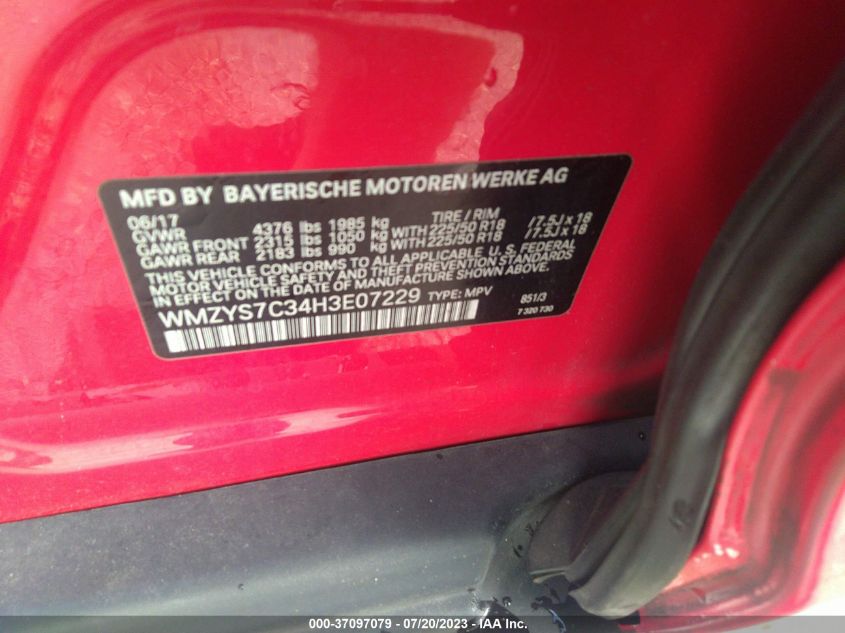 MFD BY BAYERISCHE MOTOREN WERKE AG
06/17 TIRE / RIM
GVWR 4376 lbs 1985 kg
GAWR FRONT 2315 lbs 1050 kg WITH 225/50 R18 /7.5J x 18
GAWR REAR 2183 lbs 990 kg WITH 225/50 R18 /7.5J x 18
THIS VEHICLE CONFORMS TO ALL APPLICABLE U.S. FEDERAL
MOTOR VEHICLE SAFETY AND THEFT PREVENTION STANDARDS
IN EFFECT ON THE DATE OF MANUFACTURE SHOWN ABOVE.
WMZYS7C34H3E07229 TYPE: MPV 851/3
7 320 730
000-37097079 - 07/20/2023 - IAA Inc.